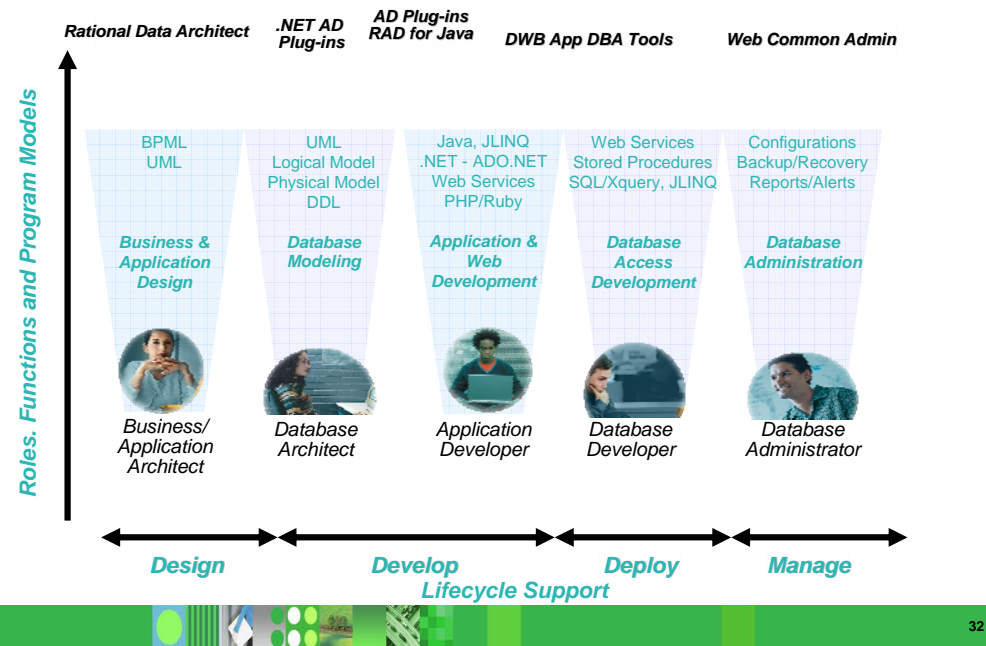 Rational Data Architect
.NET AD
Plug-ins
AD Plug-ins
RAD for Java
DWB App DBA Tools
Web Common Admin
Roles. Functions and Program Models
BPML
UML
Business &
Application
Design
Business/
Application
Architect
UML
Logical Model
Physical Model
DDL
Database
Modeling
Database
Architect
Java, JLINQ
.NET - ADO.NET
Web Services
PHP/Ruby
Application &
Web
Development
Application
Developer
Web Services
Stored Procedures
SQL/Xquery, JLINQ
Database
Access
Development
Database
Developer
Configurations
Backup/Recovery
Reports/Alerts
Database
Administration
Database
Administrator
Design
Develop
Deploy
Manage
Lifecycle Support
32